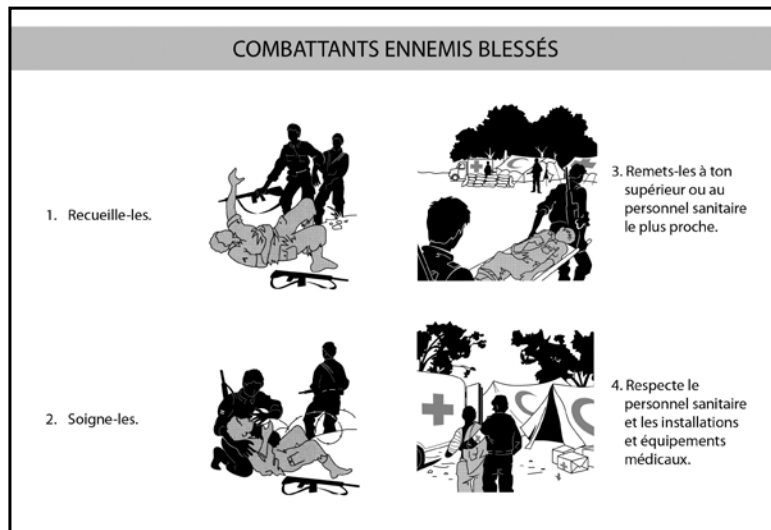 COMBATTANTS ENNEMIS BLESSÉS
1. Recueille-les.
2. Soigne-les.
3. Remets-les à ton
supérieur ou au
personnel sanitaire
le plus proche.
4. Respecte le
personnel sanitaire
et les installations
et équipements
médicaux.